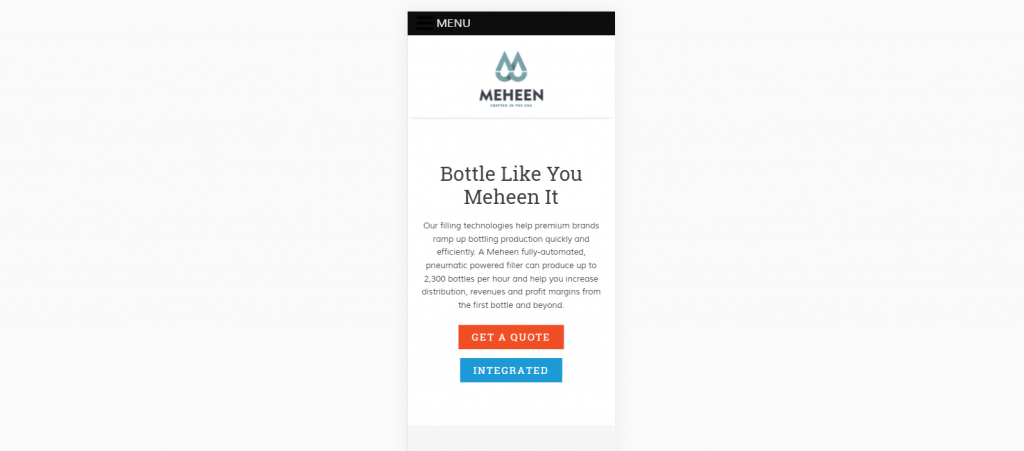 MENU
MEHEEN
CRAFTED IN THE USA
Bottle Like You
Meheen It
Our filling technologies help premium brands
ramp up bottling production quickly and
efficiently. A Meheen fully-automated,
pneumatic powered filler can produce up to
2,300 bottles per hour and help you increase
distribution, revenues and profit margins from
the first bottle and beyond.
GET A QUOTE
INTEGRATED